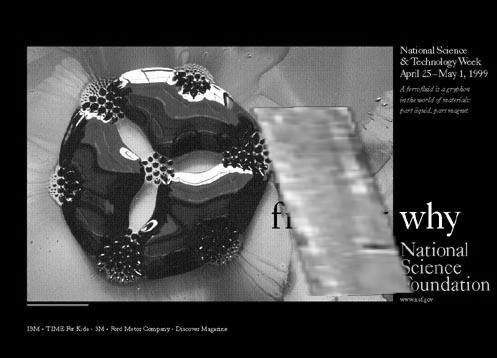 National Science
& Technology Week
April 25–May 1, 1999
A ferrofluid is a gryphon
in the world of materials:
part liquid, part magnet.
why
National
Science
Foundation
www.nsf.gov
IBM • TIME For Kids • 3M • Ford Motor Company • Discover Magazine